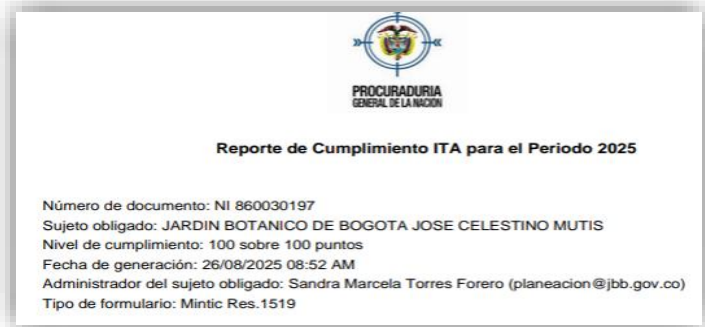 PROCURADURIA
GENERAL DE LA NACION
Reporte de Cumplimiento ITA para el Periodo 2025
Número de documento: NI 860030197
Sujeto obligado: JARDIN BOTANICO DE BOGOTA JOSE CELESTINO MUTIS
Nivel de cumplimiento: 100 sobre 100 puntos
Fecha de generación: 26/08/2025 08:52 AM
Administrador del sujeto obligado: Sandra Marcela Torres Forero (planeacion@jbb.gov.co)
Tipo de formulario: Mintic Res.1519